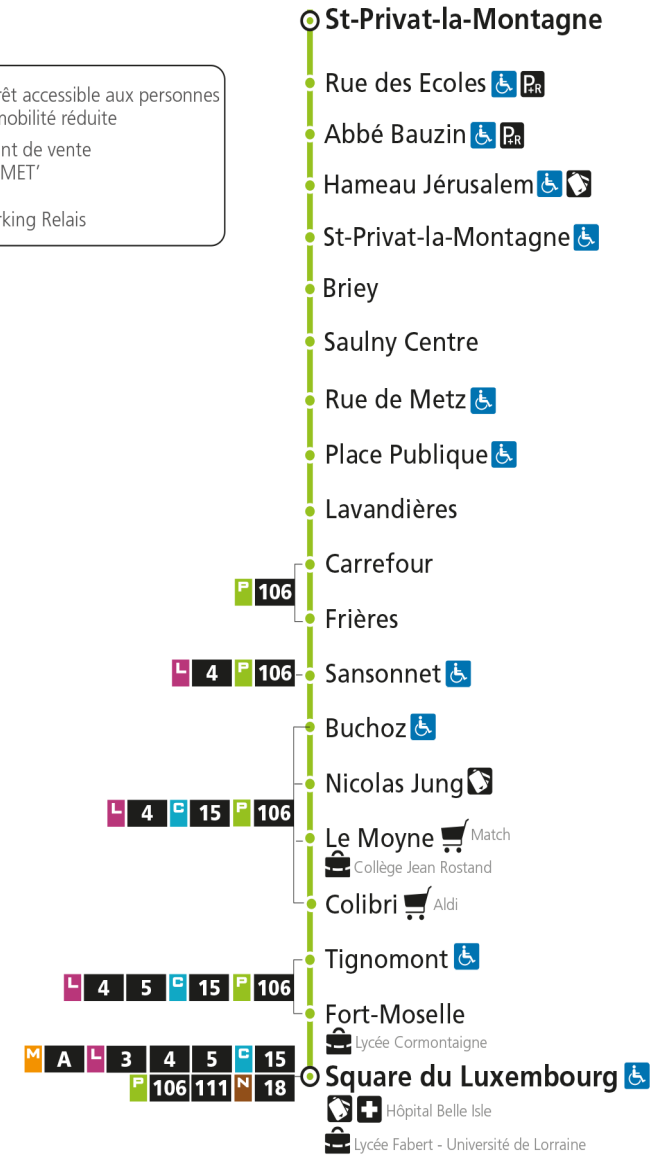 St-Privat-la-Montagne
Rue des Ecoles P+R
rêt accessible aux personnes
mobilité réduite
Abbé Bauzin P+R
nt de vente
MET'
Hameau Jérusalem
rking Relais
St-Privat-la-Montagne
Briey
Saulny Centre
Rue de Metz
Place Publique
Lavandières
Carrefour
P 106
Frières
L 4 P 106 Sansonnet
Buchoz
Nicolas Jung
L 4 C 15 P 106
Le Moyne Match
Collège Jean Rostand
Colibri Aldi
Tignomont
L 4 5 C 15 P 106
Fort-Moselle
Lycée Cormontaigne
M A L 3 4 5 C 15
P 106 111 N 18
Square du Luxembourg
Hôpital Belle Isle
Lycée Fabert - Université de Lorraine